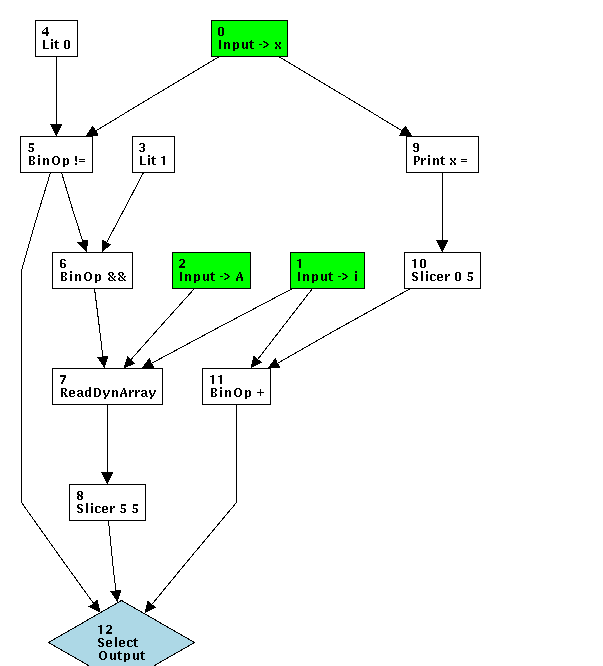 4
Lit 0
0
Input -> x
5
BinOp !=
3
Lit 1
9
Print x =
6
BinOp &&
2
Input -> A
1
Input -> i
10
Slicer 0 5
7
ReadDynArray
11
BinOp +
8
Slicer 5 5
12
Select
Output